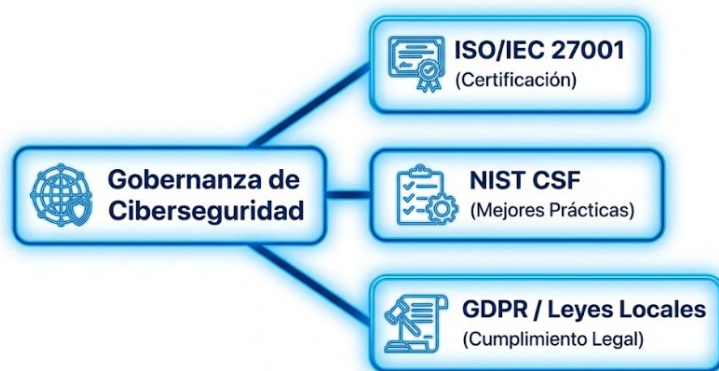 ISO/IEC 27001
(Certificación)
Gobernanza de
Ciberseguridad
NIST CSF
(Mejores Prácticas)
GDPR / Leyes Locales
(Cumplimiento Legal)